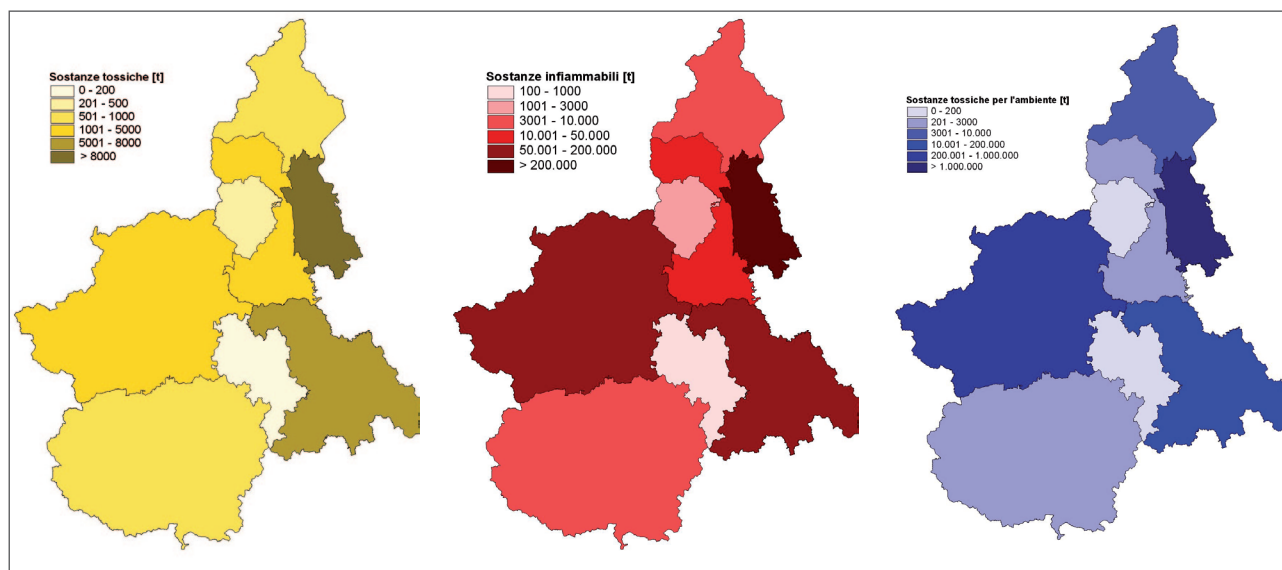 Sostanze tossiche [t]
0 - 200
201 - 500
501 - 1000
1001 - 5000
5001 - 8000
> 8000
Sostanze infiammabili [t]
100 - 1000
1001 - 3000
3001 - 10.000
10.001 - 50.000
50.001 - 200.000
> 200.000
Sostanze tossiche per l'ambiente [t]
0 - 200
201 - 3000
3001 - 10.000
10.001 - 200.000
200.001 - 1.000.000
> 1.000.000